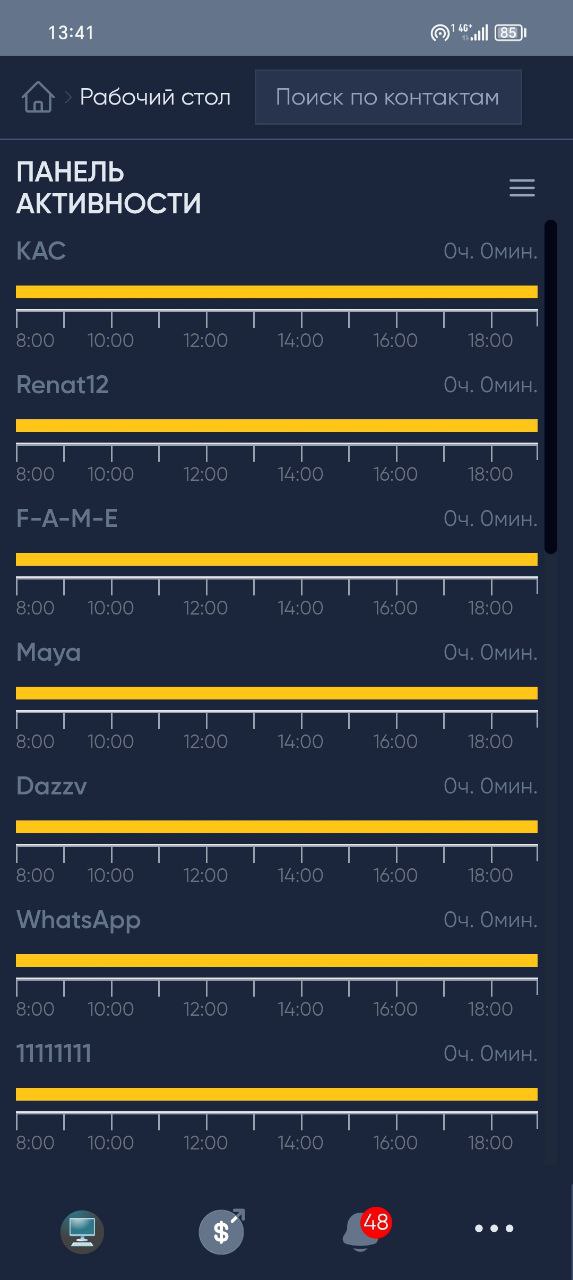 13:41
1 4G+ 85
Рабочий стол
Поиск по контактам
ПАНЕЛЬ
АКТИВНОСТИ
КАС 0ч. 0мин.
8:00 10:00 12:00 14:00 16:00 18:00
Renat12 0ч. 0мин.
8:00 10:00 12:00 14:00 16:00 18:00
F-A-M-E 0ч. 0мин.
8:00 10:00 12:00 14:00 16:00 18:00
Maya 0ч. 0мин.
8:00 10:00 12:00 14:00 16:00 18:00
Dazzv 0ч. 0мин.
8:00 10:00 12:00 14:00 16:00 18:00
WhatsApp 0ч. 0мин.
8:00 10:00 12:00 14:00 16:00 18:00
11111111 0ч. 0мин.
8:00 10:00 12:00 14:00 16:00 18:00
$ 48